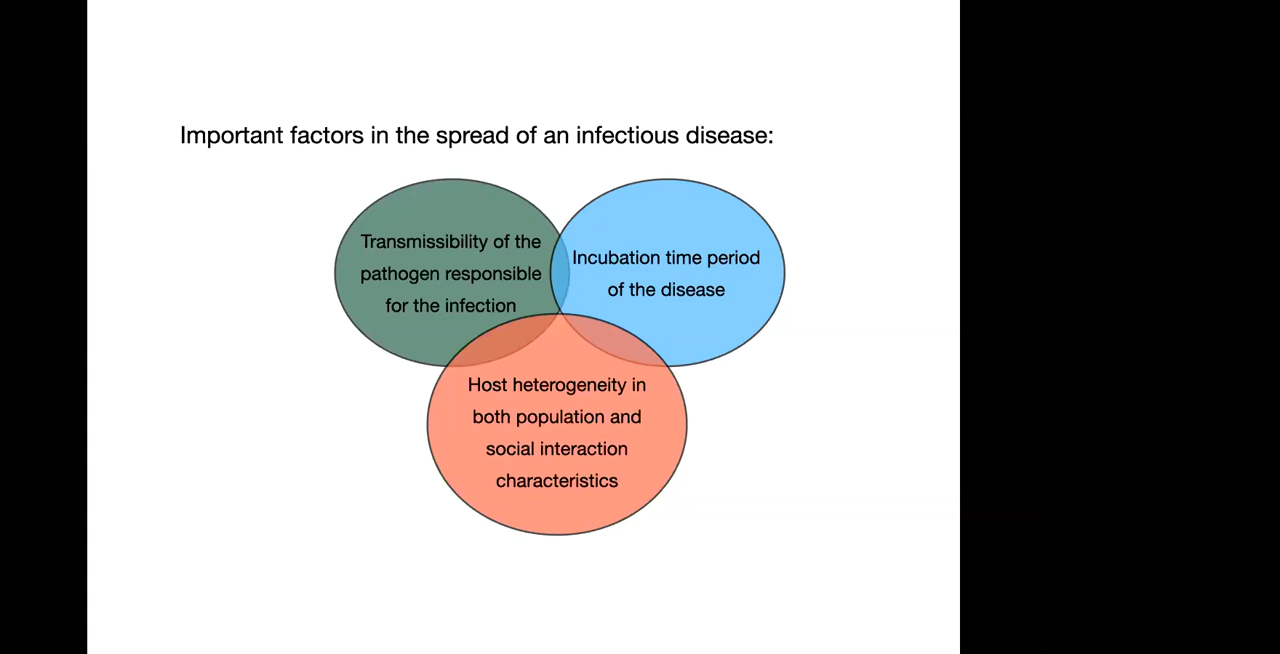 Important factors in the spread of an infectious disease:
Transmissibility of the
pathogen responsible
for the infection
Incubation time period
of the disease
Host heterogeneity in
both population and
social interaction
characteristics